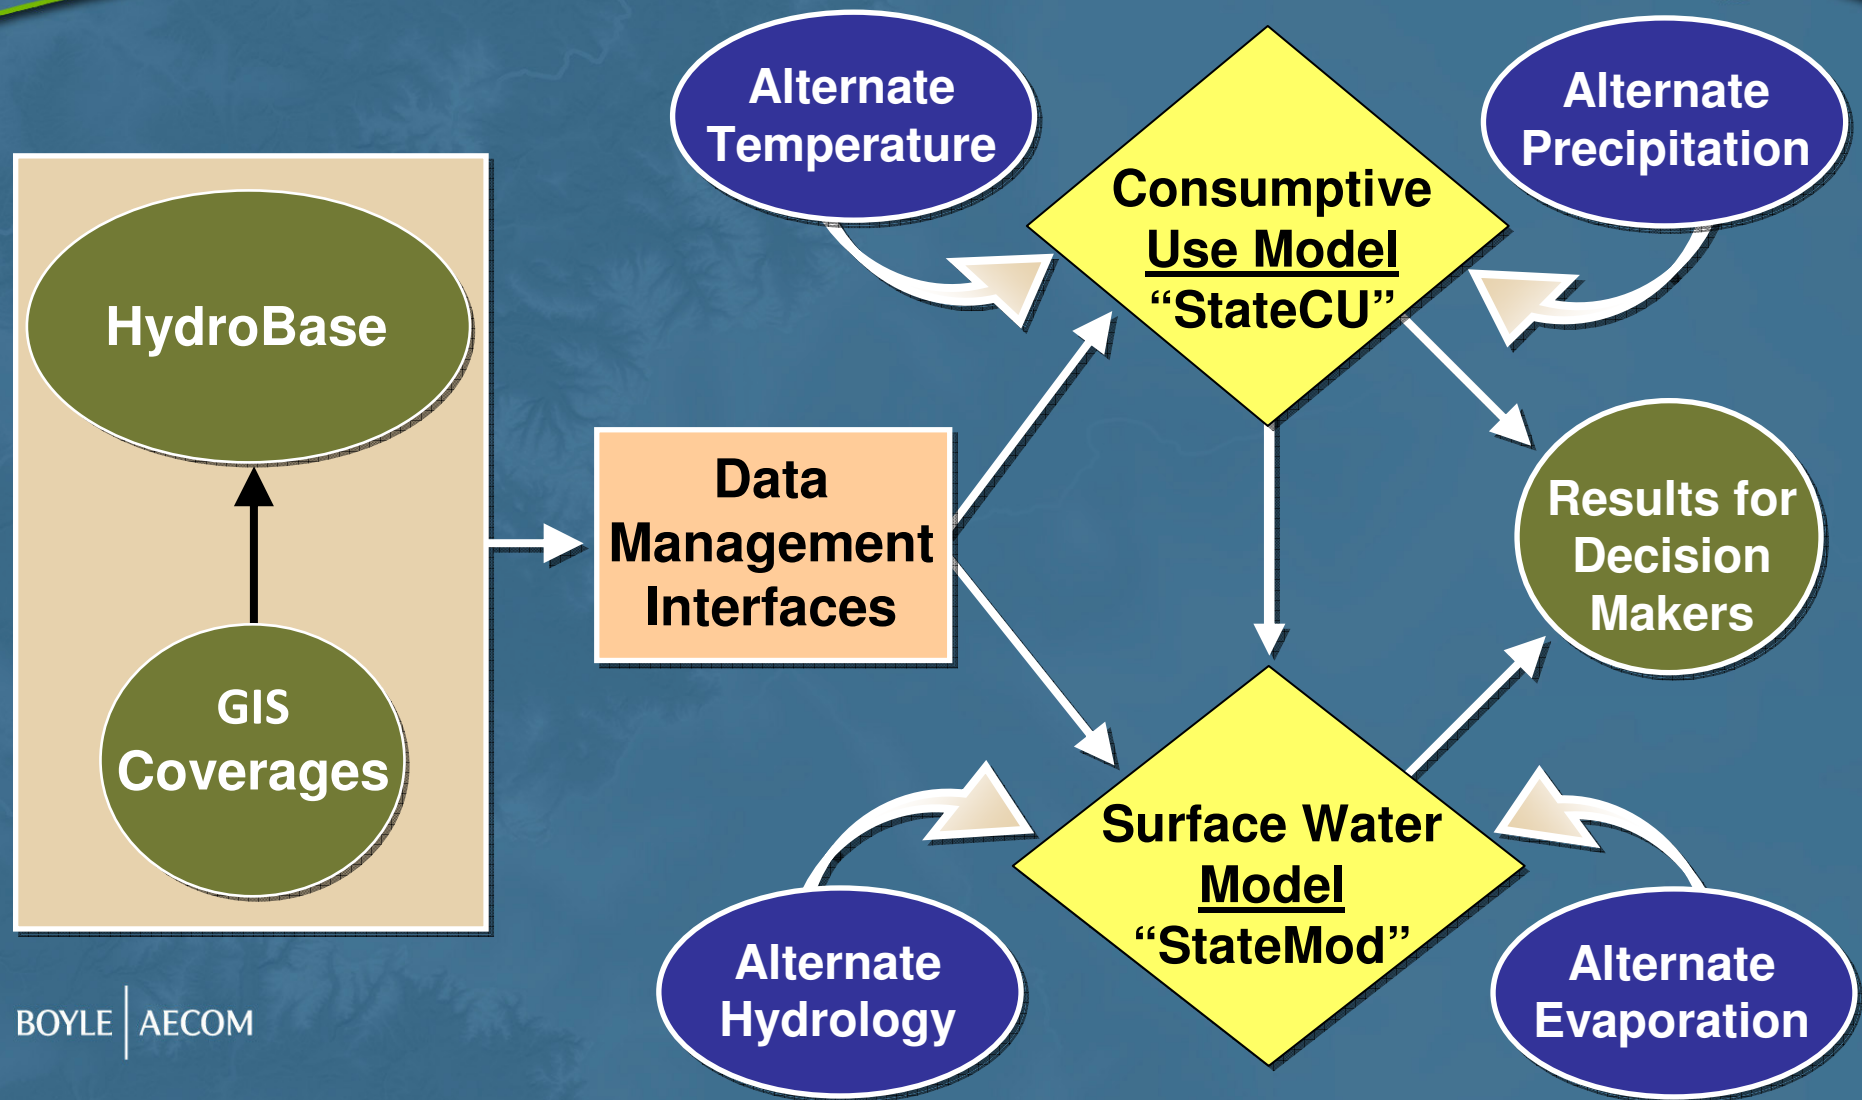 Alternate
Temperature
Consumptive
Use Model
“StateCU”
Alternate
Precipitation
HydroBase
GIS
Coverages
Data
Management
Interfaces
Results for
Decision
Makers
Surface Water
Model
“StateMod”
Alternate
Hydrology
Alternate
Evaporation
BOYLE | AECOM